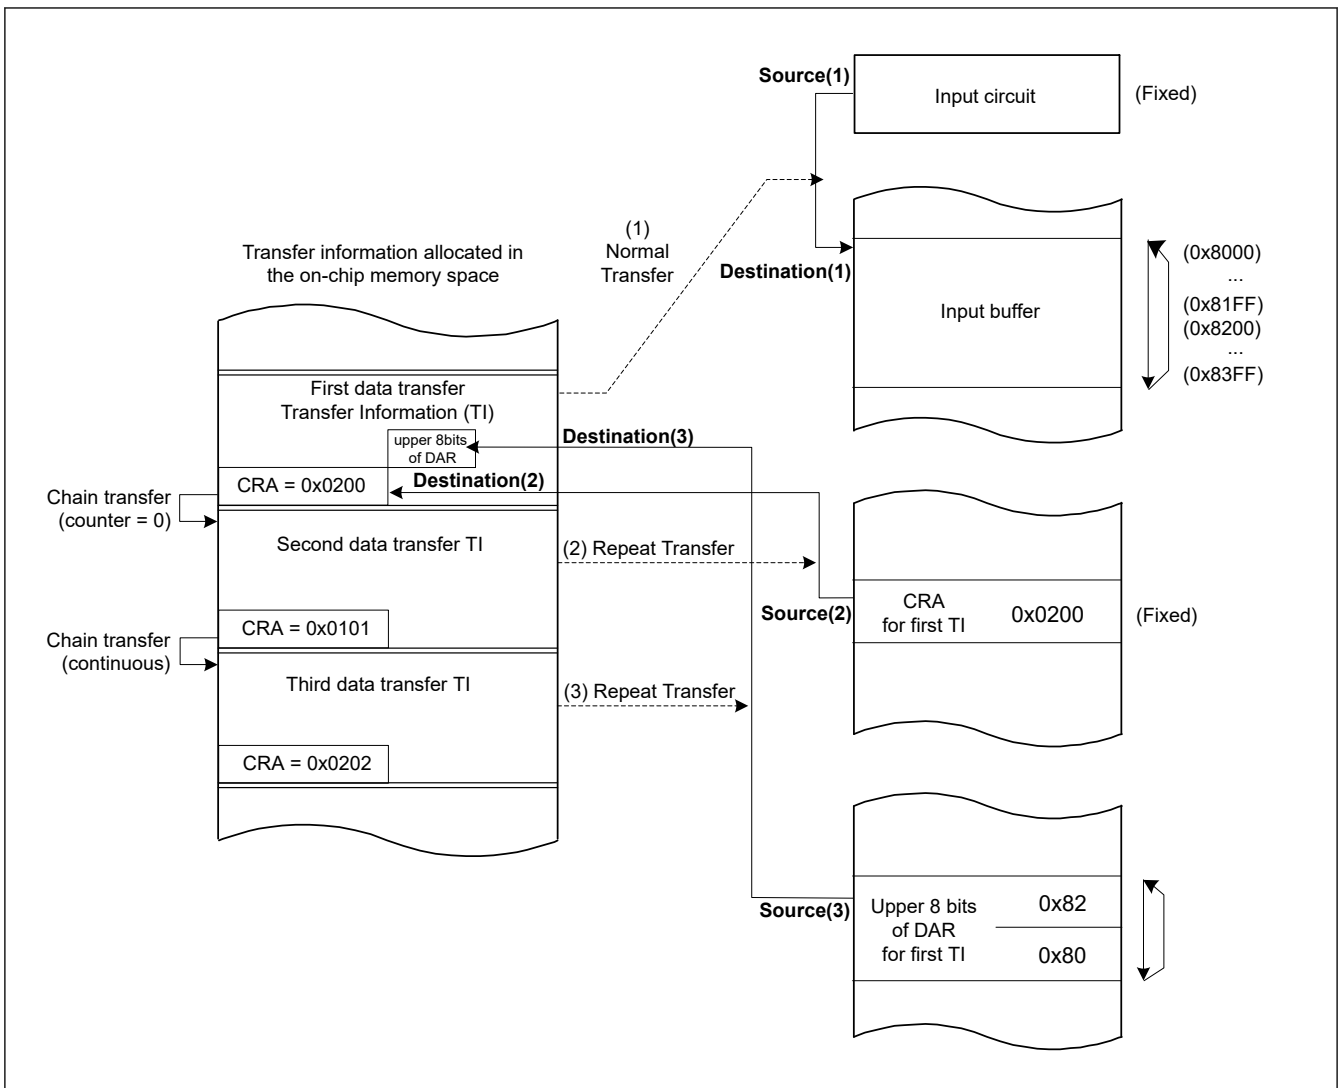 Source(1)
Input circuit
(Fixed)
(1)
Normal
Transfer
Transfer information allocated in
the on-chip memory space
Destination(1)
Input buffer
(0x8000)
...
(0x81FF)
(0x8200)
...
(0x83FF)
First data transfer
Transfer Information (TI)
upper 8bits
of DAR
Destination(3)
CRA = 0x0200
Destination(2)
Chain transfer
(counter = 0)
Second data transfer TI
(2) Repeat Transfer
CRA = 0x0101
Source(2)
CRA
for first TI
0x0200
(Fixed)
Chain transfer
(continuous)
Third data transfer TI
(3) Repeat Transfer
CRA = 0x0202
Source(3)
Upper 8 bits
of DAR
for first TI
0x82
0x80